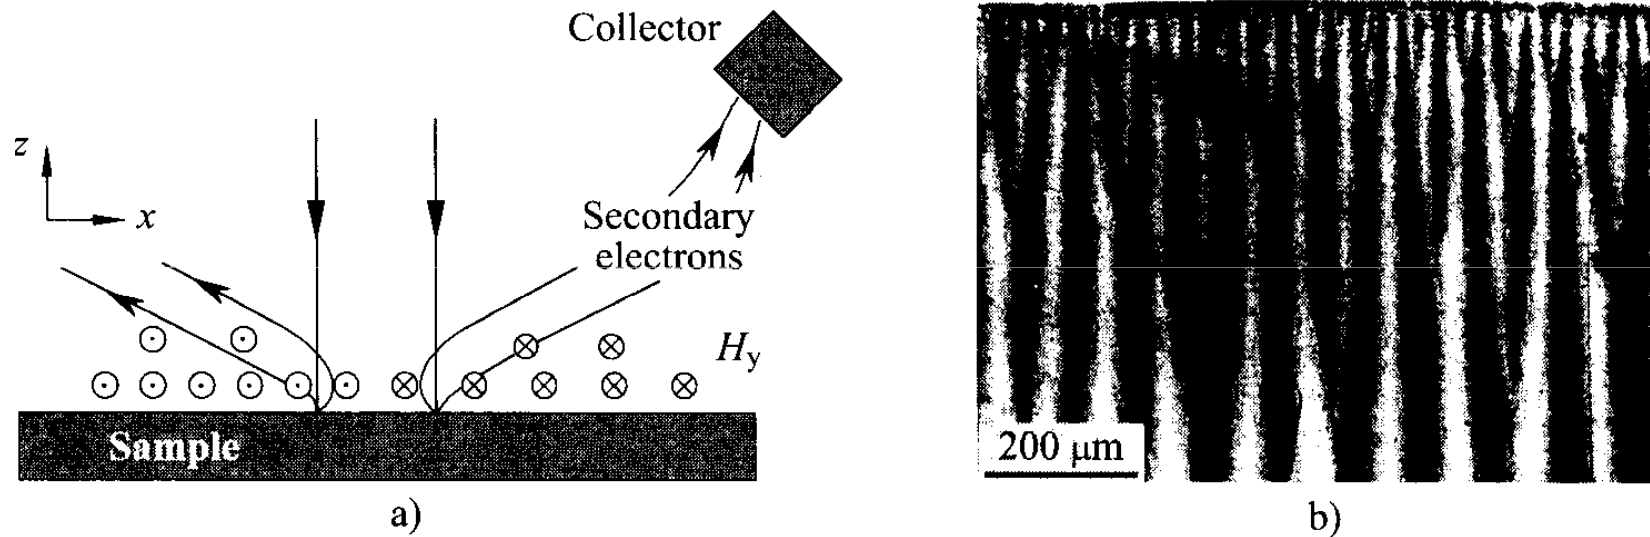 Collector
z
x
Secondary
electrons
H_y
Sample
a)
200 μm
b)